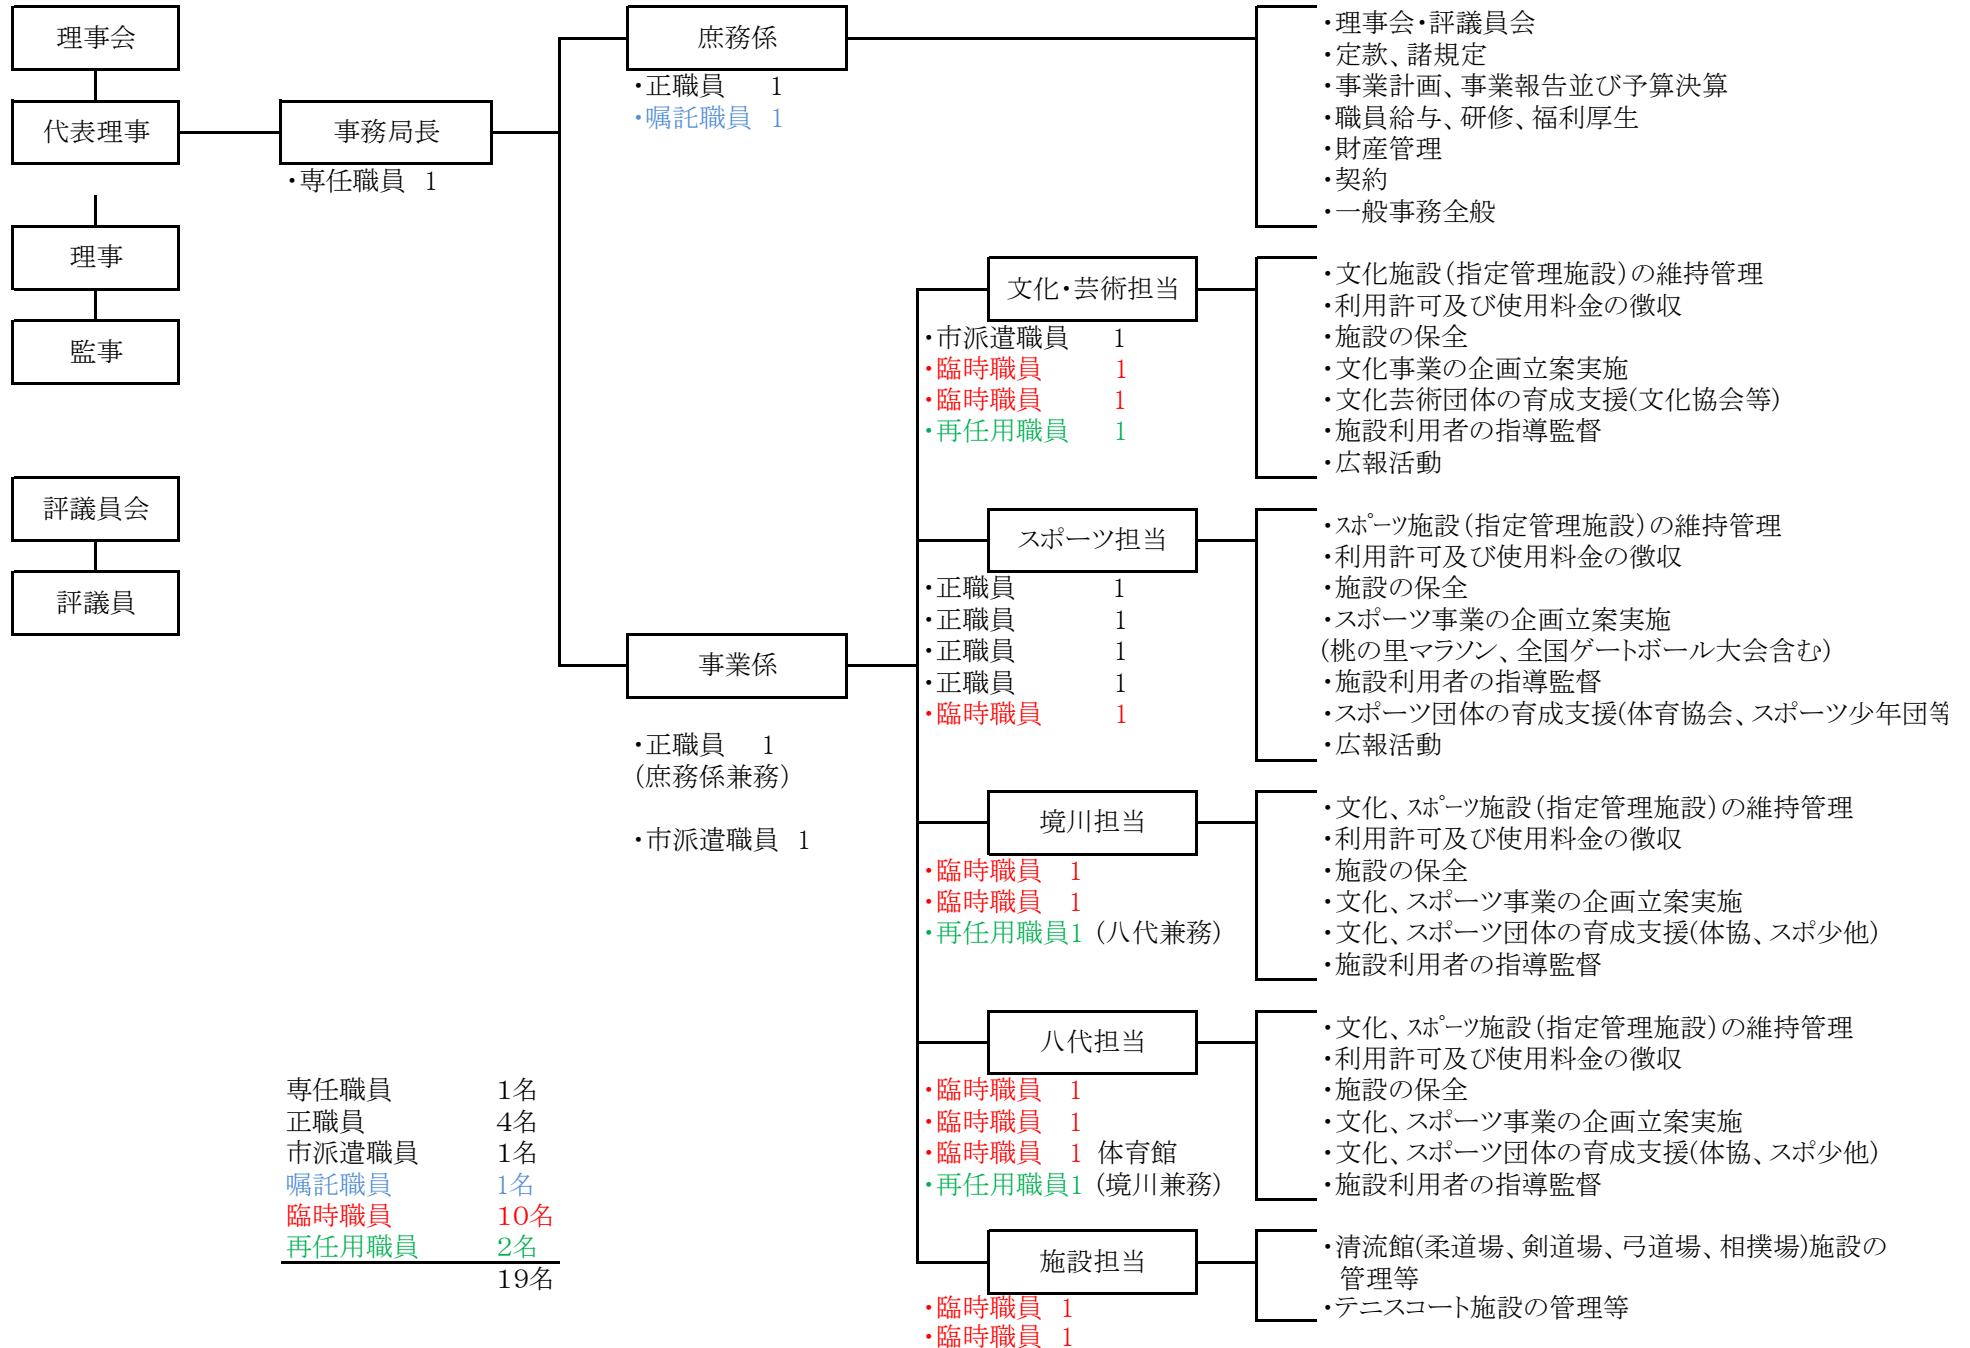 理事会
代表理事
理事
監事
評議員会
評議員
事務局長
・専任職員 1
庶務係
・正職員 1
・嘱託職員 1
・理事会・評議員会
・定款、諸規定
・事業計画、事業報告並び予算決算
・職員給与、研修、福利厚生
・財産管理
・契約
・一般事務全般
事業係
・正職員 1
(庶務係兼務)
・市派遣職員 1
文化・芸術担当
・市派遣職員 1
・臨時職員 1
・臨時職員 1
・再任用職員 1
・文化施設(指定管理施設)の維持管理
・利用許可及び使用料金の徴収
・施設の保全
・文化事業の企画立案実施
・文化芸術団体の育成支援(文化協会等)
・施設利用者の指導監督
・広報活動
スポーツ担当
・正職員 1
・正職員 1
・正職員 1
・正職員 1
・臨時職員 1
・スポーツ施設(指定管理施設)の維持管理
・利用許可及び使用料金の徴収
・施設の保全
・スポーツ事業の企画立案実施
(桃の里マラソン、全国ゲートボール大会含む)
・施設利用者の指導監督
・スポーツ団体の育成支援(体育協会、スポーツ少年団等
・広報活動
境川担当
・臨時職員 1
・臨時職員 1
・再任用職員1 (八代兼務)
・文化、スポーツ施設(指定管理施設)の維持管理
・利用許可及び使用料金の徴収
・施設の保全
・文化、スポーツ事業の企画立案実施
・文化、スポーツ団体の育成支援(体協、スポ少他)
・施設利用者の指導監督
八代担当
・臨時職員 1
・臨時職員 1
・臨時職員 1 体育館
・再任用職員1 (境川兼務)
・文化、スポーツ施設(指定管理施設)の維持管理
・利用許可及び使用料金の徴収
・施設の保全
・文化、スポーツ事業の企画立案実施
・文化、スポーツ団体の育成支援(体協、スポ少他)
・施設利用者の指導監督
施設担当
・臨時職員 1
・臨時職員 1
・清流館(柔道場、剣道場、弓道場、相撲場)施設の
管理等
・テニスコート施設の管理等
専任職員 1名
正職員 4名
市派遣職員 1名
嘱託職員 1名
臨時職員 10名
再任用職員 2名
19名